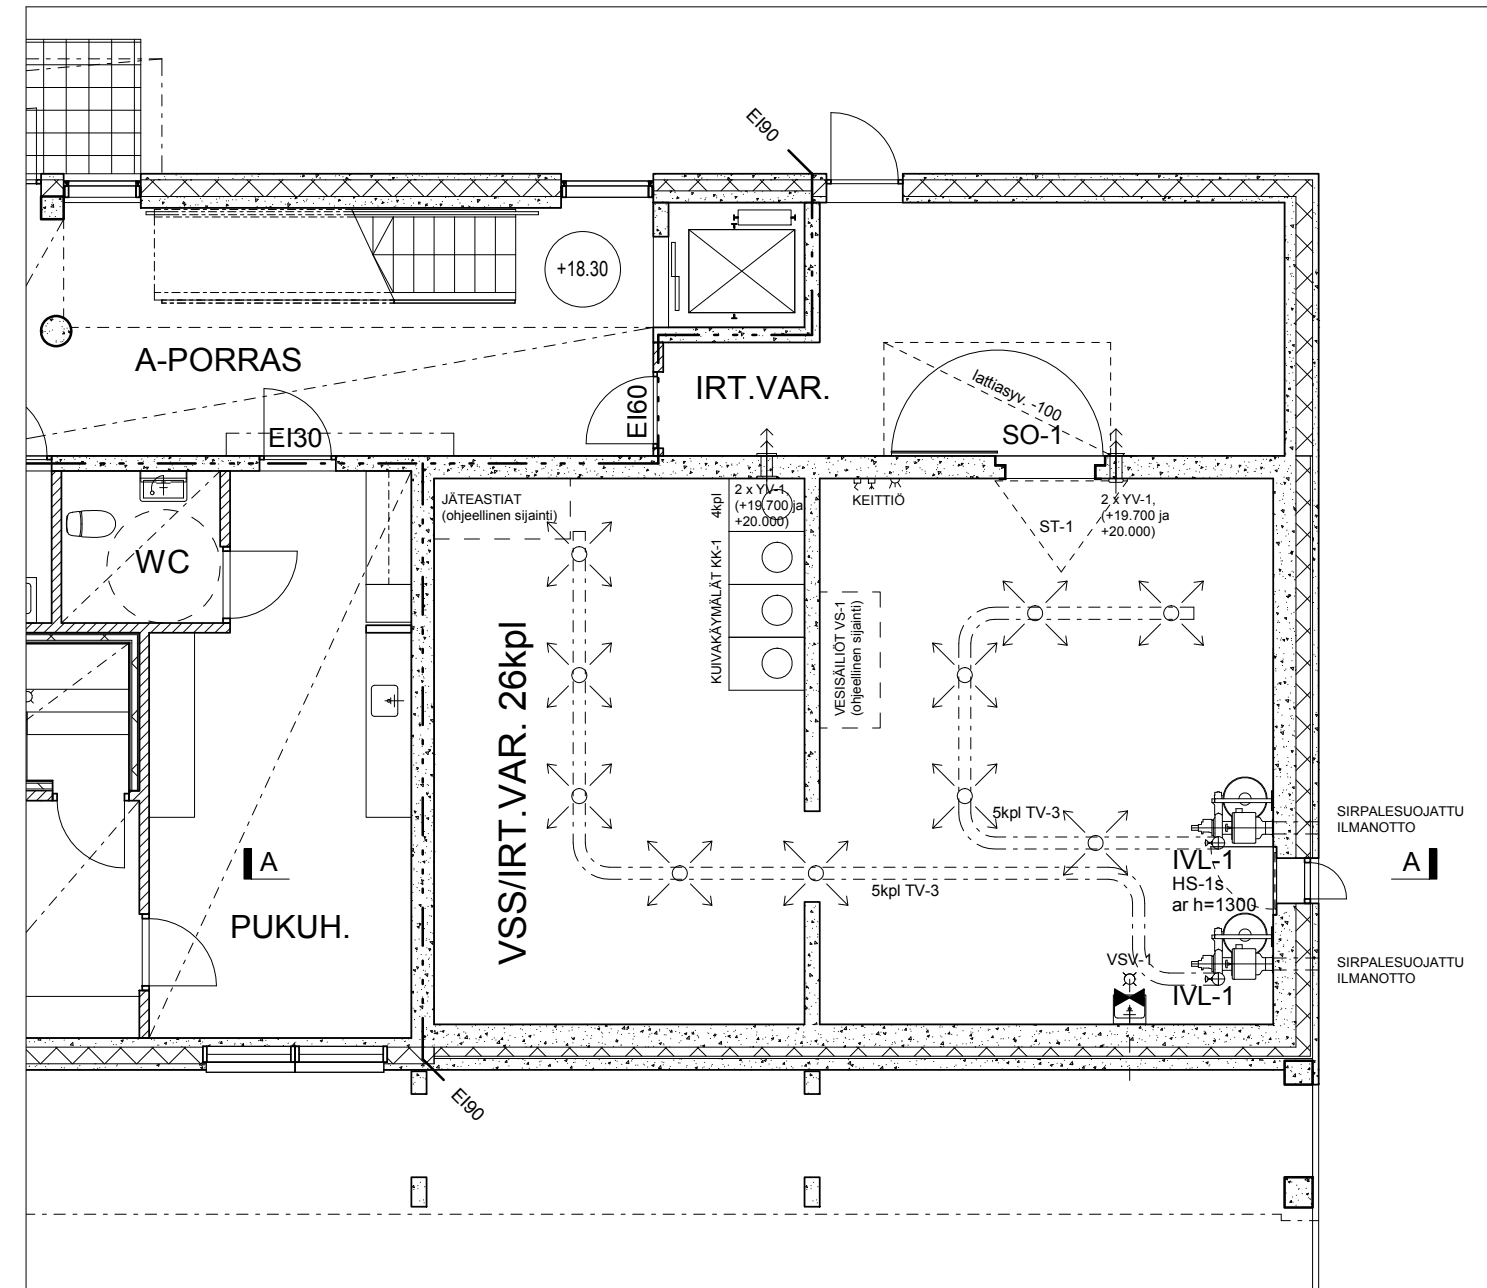 EI90
+18.30
A-PORRAS
IRT.VAR.
EI60
EI30
lattiasyv. -100
SO-1
JÄTEASTIAT
(ohjeellinen sijainti)
4kpl
2 x YV-1,
(+19.700 ja
+20.000)
KEITTIÖ
ST-1
2 x YV-1,
(+19.700 ja
+20.000)
WC
KUIVAKÄYMÄLÄT KK-1
VESISÄILIÖT VS-1
(ohjeellinen sijainti)
VSS/IRT.VAR. 26kpl
5kpl TV-3
SIRPALESUOJATTU
ILMANOTTO
A
IVL-1
HS-1s
ar h=1300
A
5kpl TV-3
PUKUH.
VSV-1
IVL-1
SIRPALESUOJATTU
ILMANOTTO
EI90